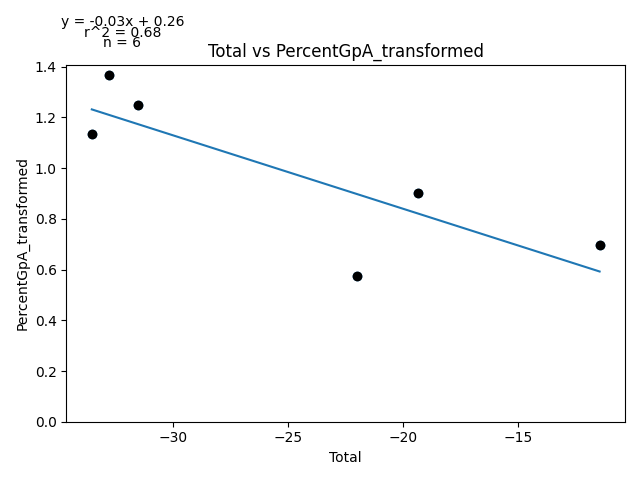 y = -0.03x + 0.26
r^2 = 0.68
n = 6
Total vs PercentGpA_transformed
1.4
1.2
1.0
0.8
0.6
0.4
0.2
0.0
PercentGpA_transformed
−30
−25
−20
−15
Total